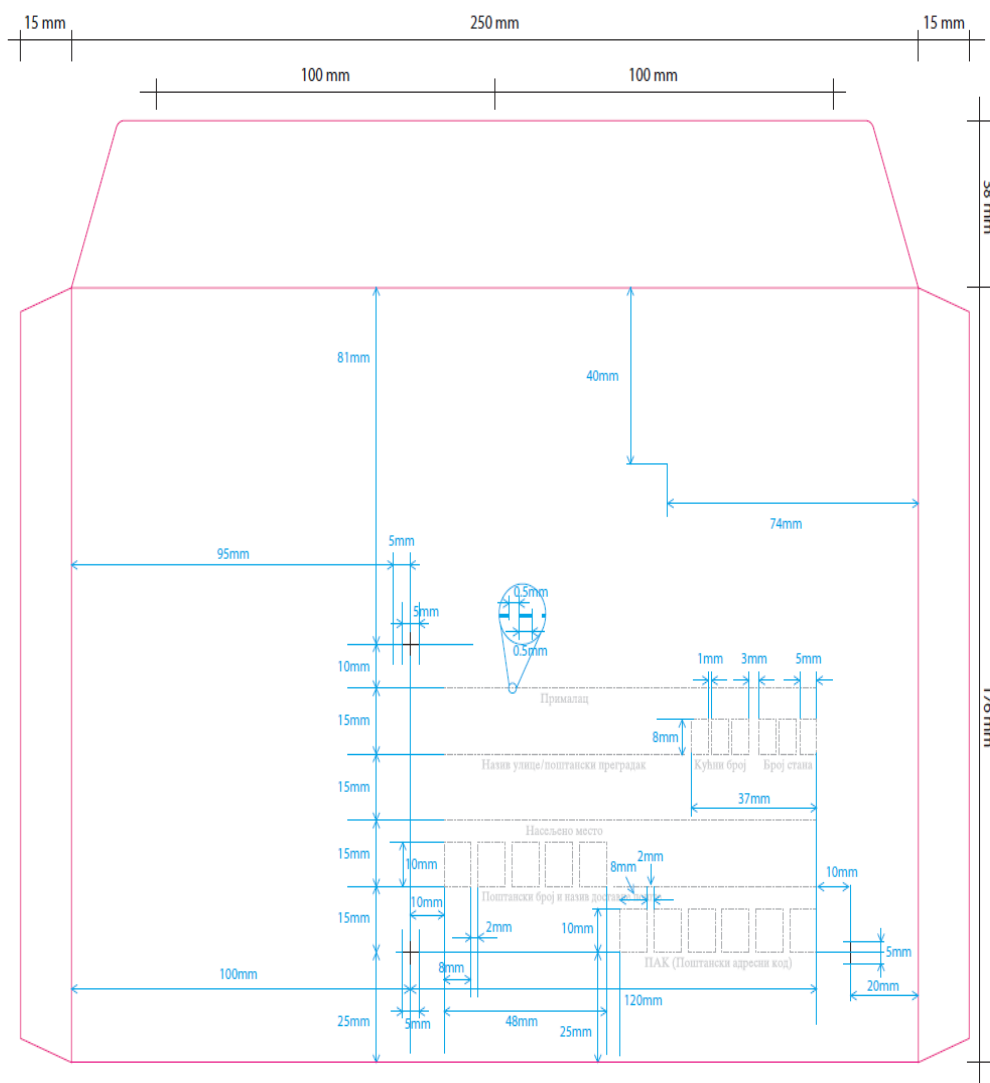 15 mm 250 mm 15 mm
100 mm 100 mm
81mm
40mm
74mm
95mm
5mm
5mm
0.5mm
0.5mm
10mm
1mm 3mm 5mm
Прималац
15mm
8mm
Назив улице/поштански преградак Кућни број Број стана
15mm
37mm
Насељено место
15mm
10mm
2mm
8mm
10mm
Поштански број и назив
15mm
10mm
2mm
10mm
ПАК (Поштански адресни код)
5mm
8mm
100mm
120mm
20mm
5mm
48mm
25mm
25mm